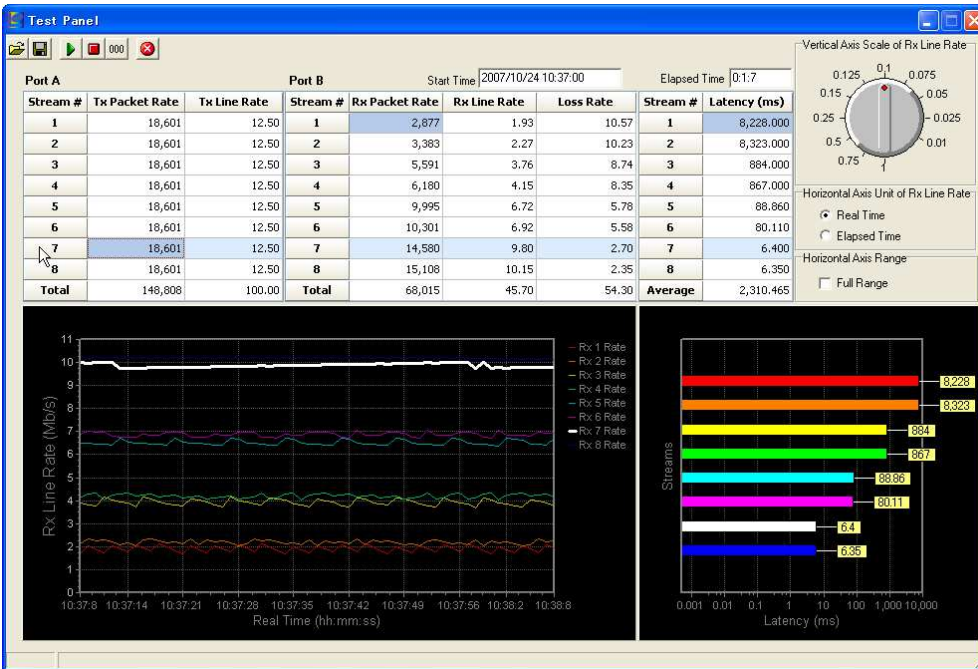 Test Panel
000
Vertical Axis Scale of Rx Line Rate
0.1
0.125 0.075
0.15 0.05
0.25 0.025
0.5 0.01
0.75 1
Horizontal Axis Unit of Rx Line Rate
Real Time
Elapsed Time
Horizontal Axis Range
Full Range
Port A Port B Start Time 2007/10/24 10:37:00 Elapsed Time 0:1:7
Stream # Tx Packet Rate Tx Line Rate Stream # Rx Packet Rate Rx Line Rate Loss Rate Stream # Latency (ms)
1 18,601 12.50 1 2,877 1.93 10.57 1 8,228.000
2 18,601 12.50 2 3,383 2.27 10.23 2 8,323.000
3 18,601 12.50 3 5,591 3.76 8.74 3 884.000
4 18,601 12.50 4 6,180 4.15 8.35 4 867.000
5 18,601 12.50 5 9,995 6.72 5.78 5 88.860
6 18,601 12.50 6 10,301 6.92 5.58 6 80.110
7 18,601 12.50 7 14,580 9.80 2.70 7 6.400
8 18,601 12.50 8 15,108 10.15 2.35 8 6.350
Total 148,808 100.00 Total 68,015 45.70 54.30 Average 2,310.465
Rx Line Rate (Mb/s)
11
10
9
8
7
6
5
4
3
2
1
0
10:37:8 10:37:14 10:37:21 10:37:28 10:37:35 10:37:42 10:37:49 10:37:56 10:38:2 10:38:8
Real Time (hh:mm:ss)
Rx 1 Rate
Rx 2 Rate
Rx 3 Rate
Rx 4 Rate
Rx 5 Rate
Rx 6 Rate
Rx 7 Rate
Rx 8 Rate
Streams
8,228
8,323
884
867
88.86
80.11
6.4
6.35
0.001 0.01 0.1 1 10 100 1,000 10,000
Latency (ms)